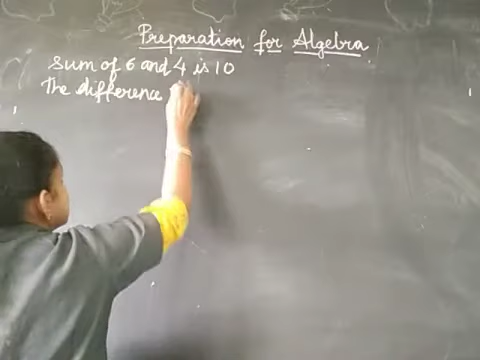 Preparation for Algebra
Sum of 6 and 4 is 10
The difference